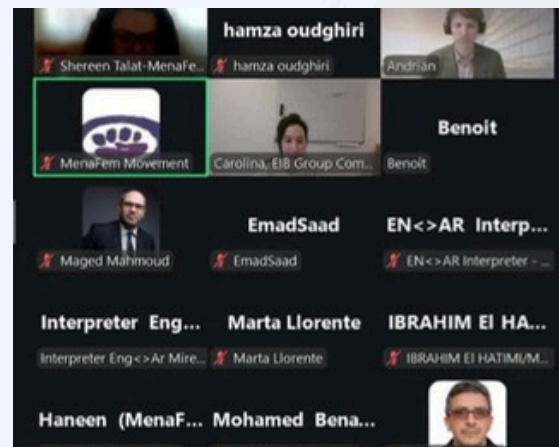 hamza oudghiri
Shereen Talat-MenaFe...
hamza oudghiri
Andrian
Benoit
MenaFem Movement
Carolina, EIB Group Com...
Benoit
EmadSaad
EN<>AR Interp...
Maged Mahmoud
EmadSaad
EN<>AR Interpreter - ...
Interpreter Eng...
Marta Llorente
IBRAHIM El HA...
Interpreter Eng<>Ar Mire...
Marta Llorente
IBRAHIM El HATIMI/M...
Haneen (MenaF...
Mohamed Bena...